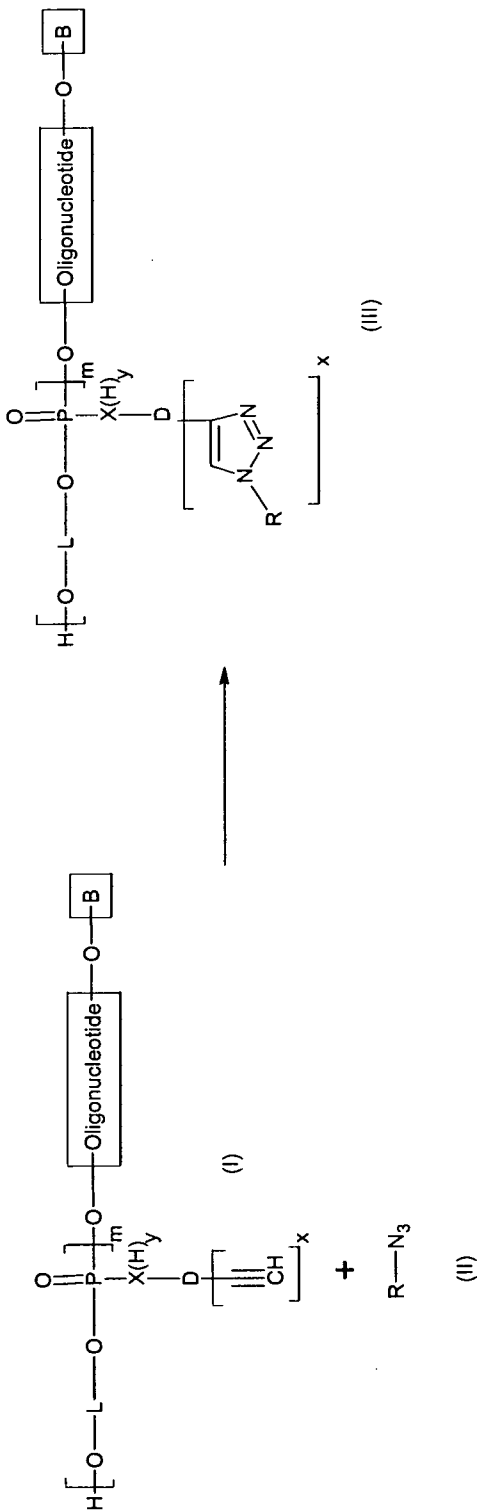 O
H O L O P O Oligonucleotide O B
m
X(H)y
D
CH
x
(I)
+
R—N3
(II)
O
H O L O P O Oligonucleotide O B
m
X(H)y
D
N
N N
R
x
(III)